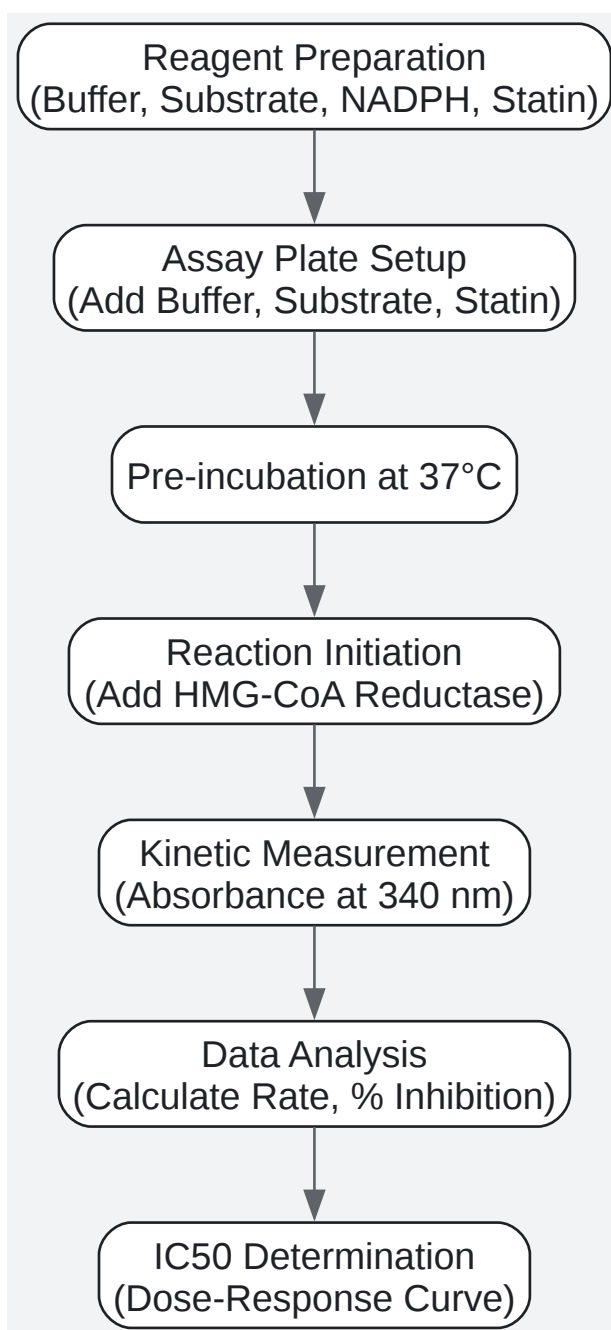 Reagent Preparation
(Buffer, Substrate, NADPH, Statin)
Assay Plate Setup
(Add Buffer, Substrate, Statin)
Pre-incubation at 37°C
Reaction Initiation
(Add HMG-CoA Reductase)
Kinetic Measurement
(Absorbance at 340 nm)
Data Analysis
(Calculate Rate, % Inhibition)
IC50 Determination
(Dose-Response Curve)